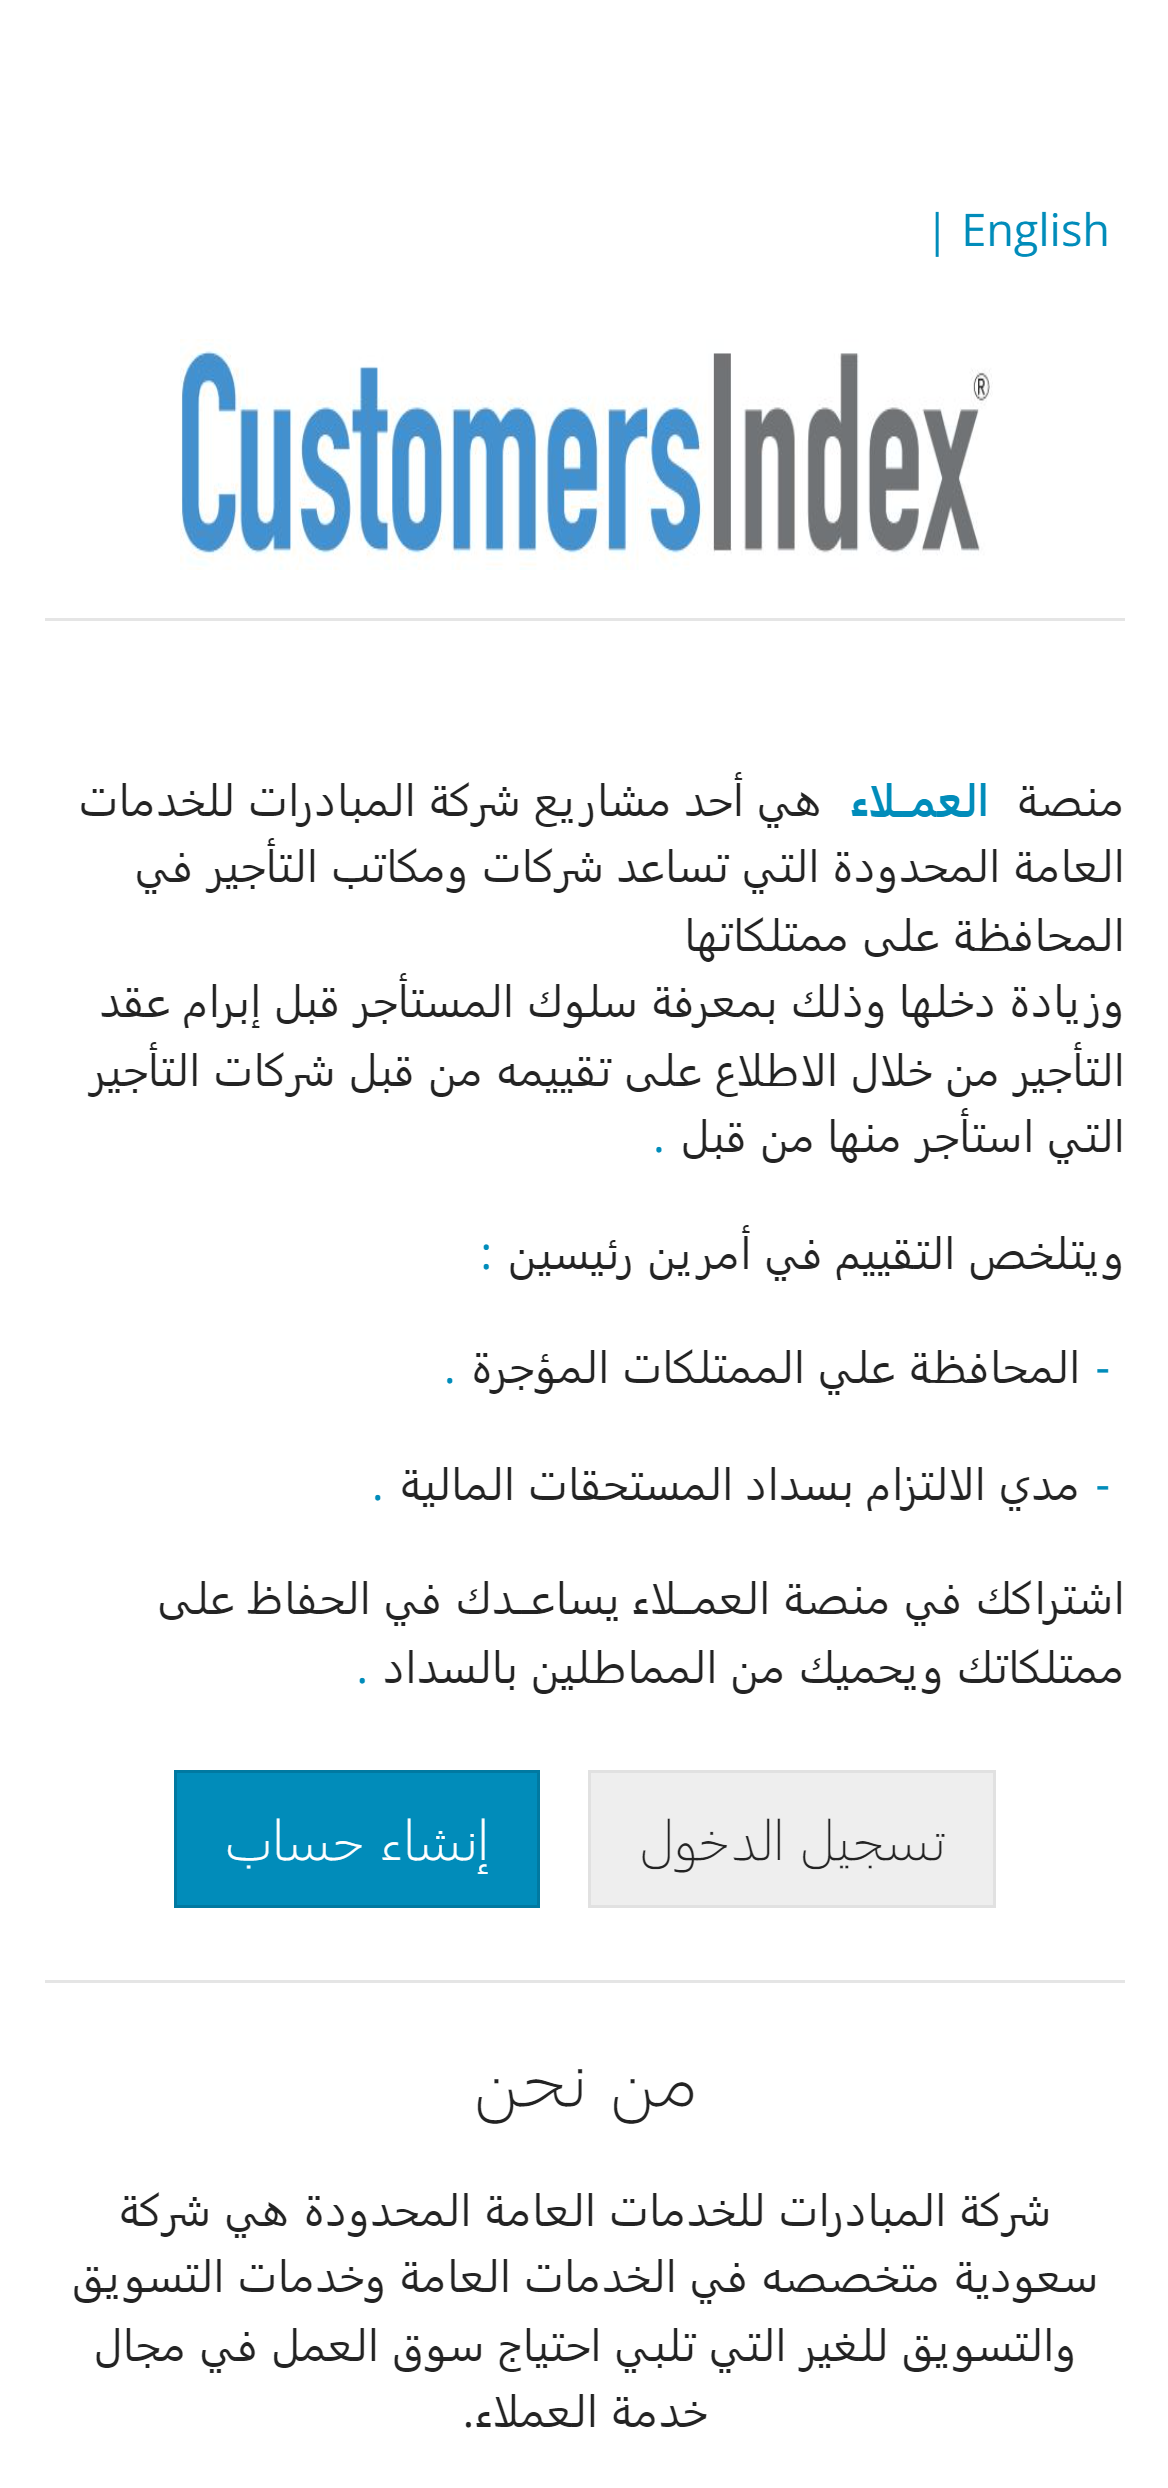 | English
CustomersIndex®
منصة العمـلاء هي أحد مشاريع شركة المبادرات للخدمات
العامة المحدودة التي تساعد شركات ومكاتب التأجير في
المحافظة على ممتلكاتها
وزيادة دخلها وذلك بمعرفة سلوك المستأجر قبل إبرام عقد
التأجير من خلال الاطلاع على تقييمه من قبل شركات التأجير
التي استأجر منها من قبل .
ويتلخص التقييم في أمرين رئيسين :
- المحافظة علي الممتلكات المؤجرة .
- مدي الالتزام بسداد المستحقات المالية .
اشتراكك في منصة العمـلاء يساعـدك في الحفاظ على
ممتلكاتك ويحميك من المماطلين بالسداد .
تسجيل الدخول
إنشاء حساب
من نحن
شركة المبادرات للخدمات العامة المحدودة هي شركة
سعودية متخصصه في الخدمات العامة وخدمات التسويق
والتسويق للغير التي تلبي احتياج سوق العمل في مجال
خدمة العملاء.